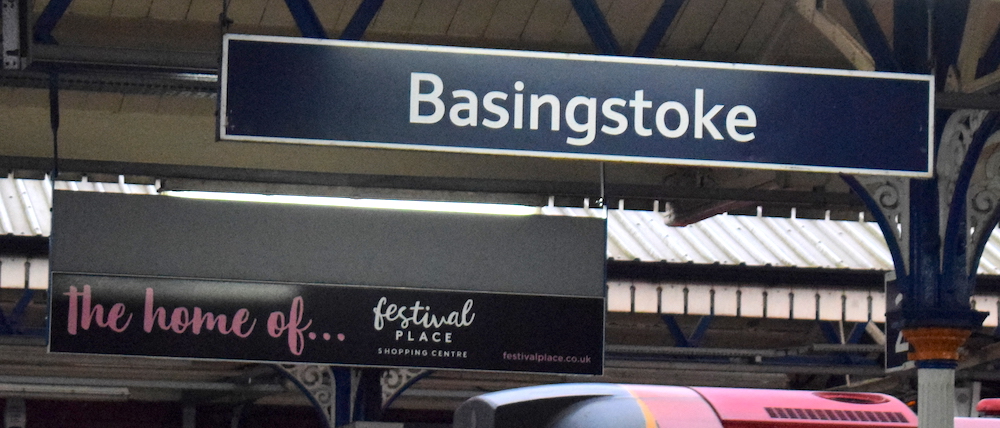 Basingstoke
the home of...
festival
PLACE
SHOPPING CENTRE
festivalplace.co.uk